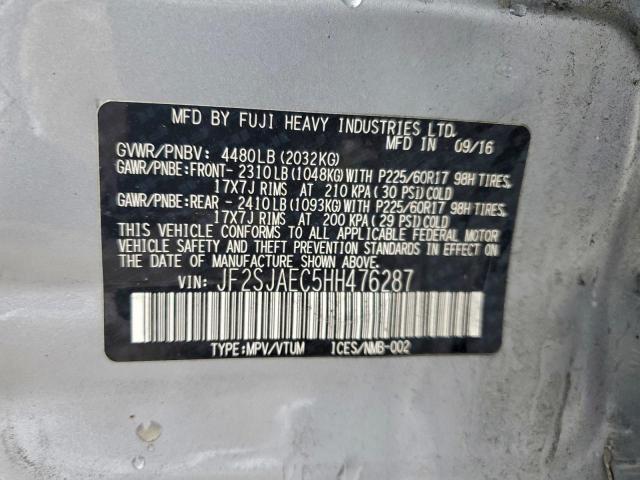 MFD BY FUJI HEAVY INDUSTRIES LTD.
MFD IN 09/16
GVWR/PNBV: 4480LB (2032KG)
GAWR/PNBE:FRONT- 2310LB (1048KG) WITH P225/60R17 98H TIRES,
17X7J RIMS AT 210 KPA (30 PSI) COLD
GAWR/PNBE:REAR - 2410LB (1093KG) WITH P225/60R17 98H TIRES,
17X7J RIMS AT 200 KPA (29 PSI) COLD
THIS VEHICLE CONFORMS TO ALL APPLICABLE FEDERAL MOTOR
VEHICLE SAFETY AND THEFT PREVENTION STANDARDS IN EFFECT ON
THE DATE OF MANUFACTURE SHOWN ABOVE.
VIN: JF2SJAEC5HH476287
TYPE:MPV/VTUM ICES/NMB-002